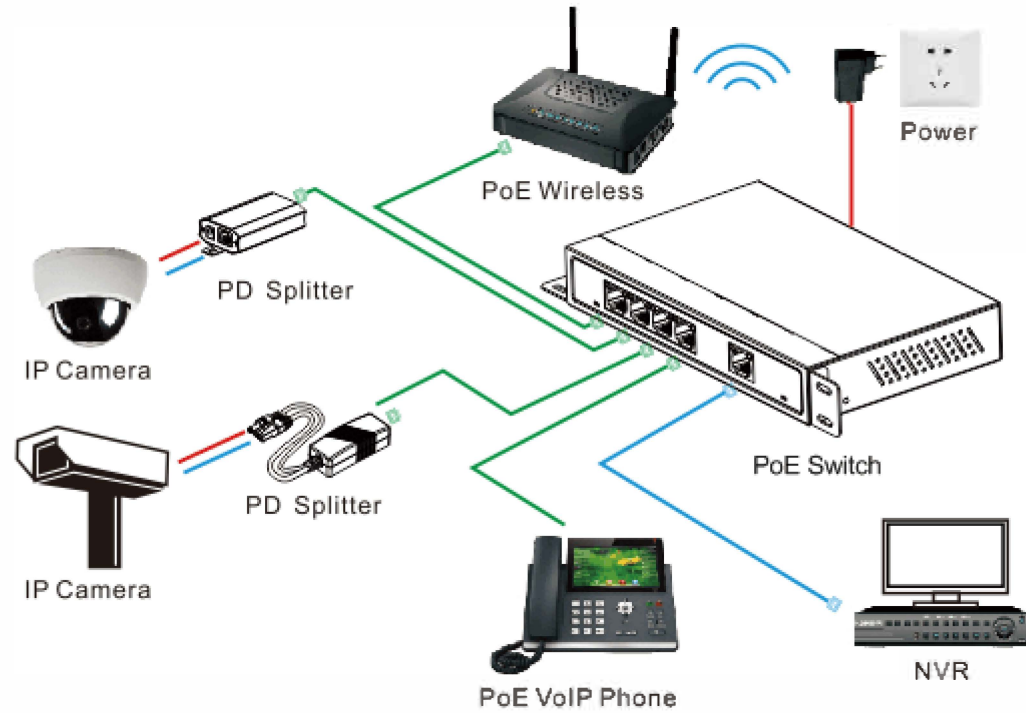 Power
PoE Wireless
PD Splitter
IP Camera
PoE Switch
PD Splitter
IP Camera
NVR
PoE VoIP Phone